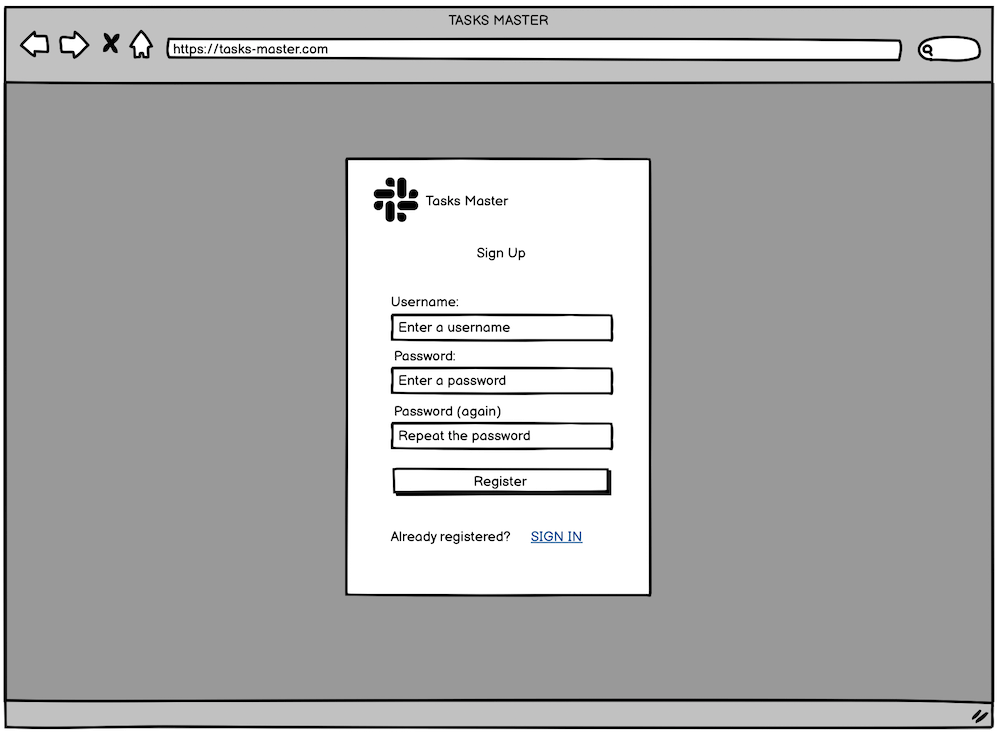 TASKS MASTER
https://tasks-master.com
Tasks Master
Sign Up
Username:
Enter a username
Password:
Enter a password
Password (again)
Repeat the password
Register
Already registered? SIGN IN